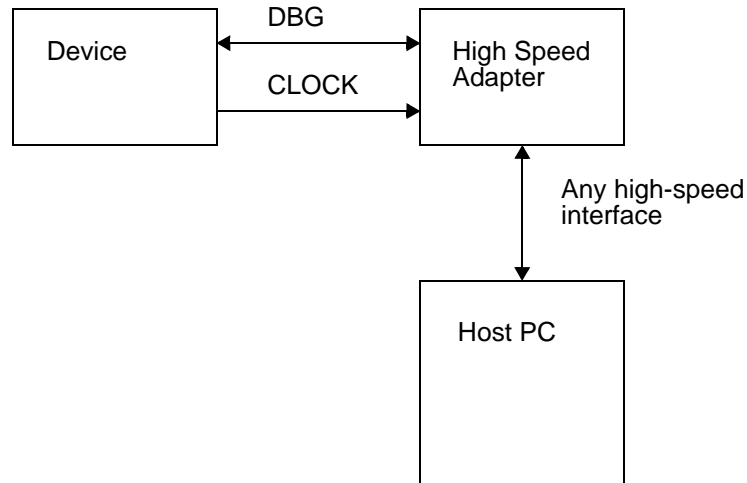 DBG
Device
High Speed
Adapter
CLOCK
Any high-speed
interface
Host PC